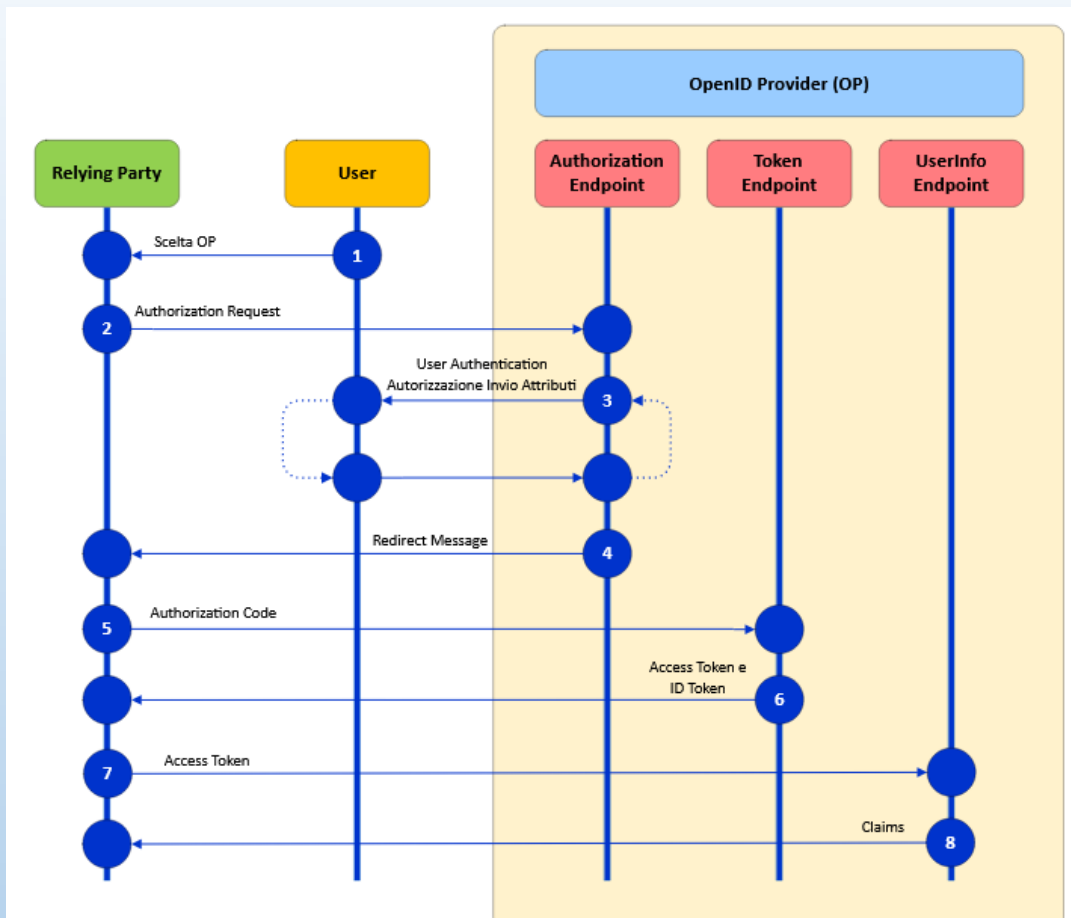 OpenID Provider (OP)
Relying Party
User
Authorization
Endpoint
Token
Endpoint
UserInfo
Endpoint
Scelta OP
1
2
Authorization Request
User Authentication
Autorizzazione Invio Attributi
3
Redirect Message
4
5
Authorization Code
Access Token e
ID Token
6
7
Access Token
Claims
8